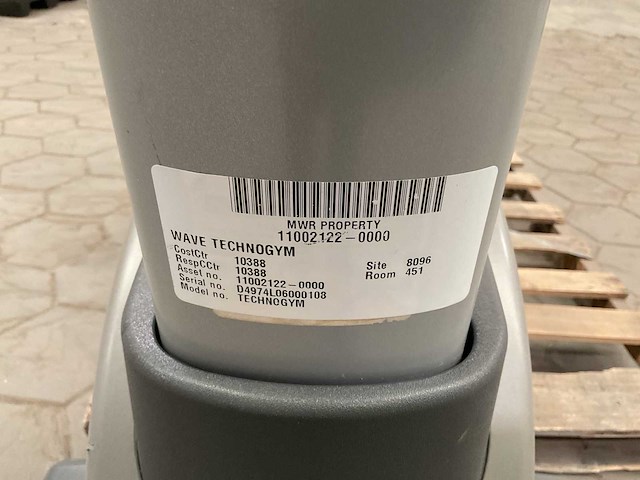 MWR PROPERTY
11002122-0000
WAVE TECHNOGYM
CostCtr 10388 Site 8096
RespCCtr 10388 Room 451
Asset no. 11002122-0000
Serial no. D4974L06000108
Model no. TECHNOGYM